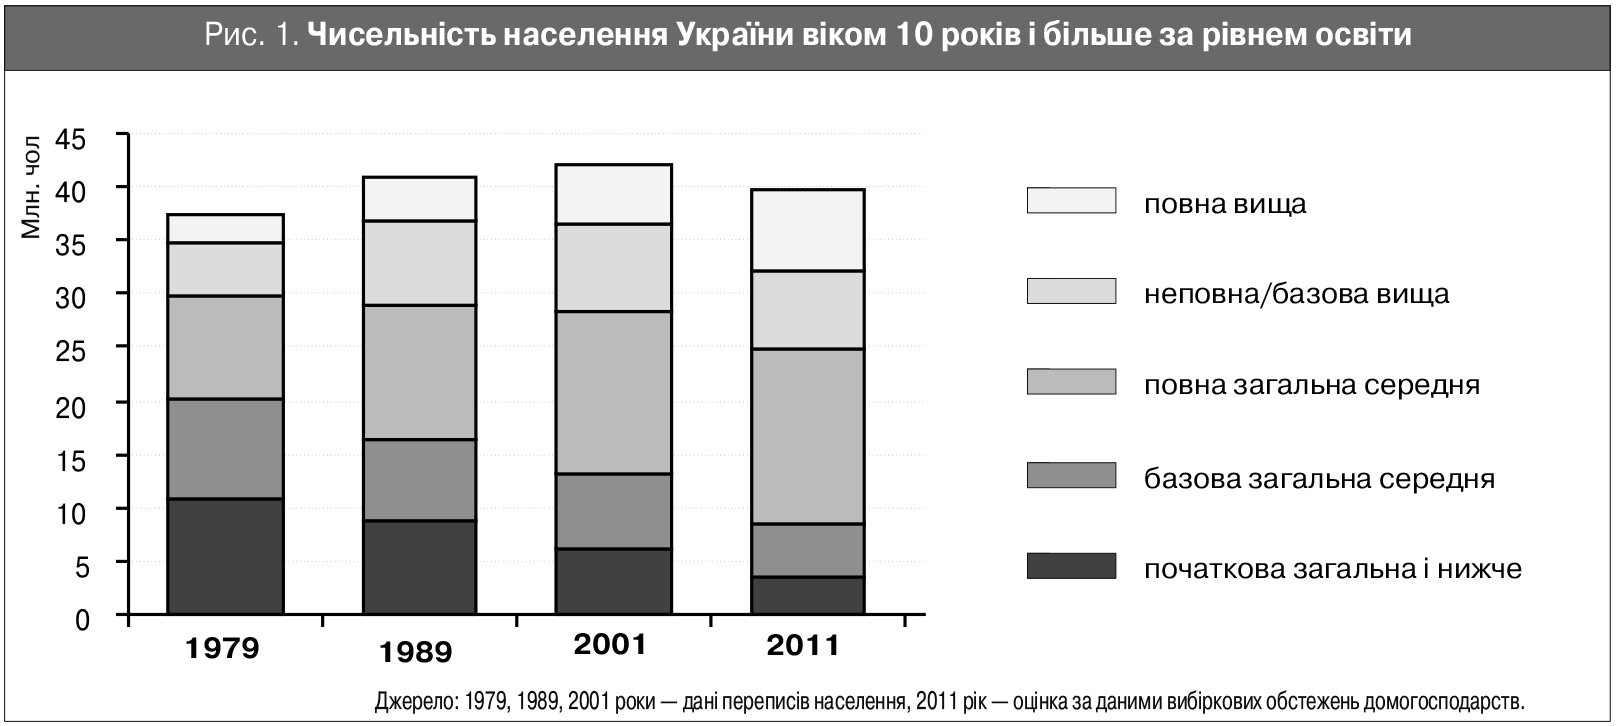 Рис. 1. Чисельність населення України віком 10 років і більше за рівнем освіти
Млн. чол
45
40
35
30
25
20
15
10
5
0
1979
1989
2001
2011
повна вища
неповна/базова вища
повна загальна середня
базова загальна середня
початкова загальна і нижче
Джерело: 1979, 1989, 2001 роки — дані переписів населення, 2011 рік — оцінка за даними вибіркових обстежень домогосподарств.